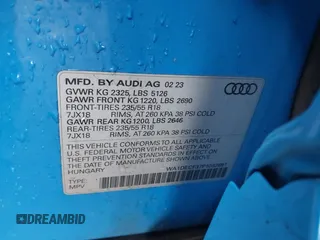 MFD. BY AUDI AG 02 23
GVWR KG 2325, LBS 5126
GAWR FRONT KG 1220, LBS 2690
FRONT-TIRES 235/55 R18
7JX18 RIMS, AT 260 KPA 38 PSI COLD
GAWR REAR KG 1200, LBS 2646
REAR-TIRES 235/55 R18
7JX18 RIMS, AT 260 KPA 38 PSI COLD
THIS VEHICLE CONFORMS TO ALL APPLICABLE
FEDERAL MOTOR VEHICLE SAFETY
THEFT PREVENTION STANDARDS IN EFFECT ON
THE DATE OF MANUFACTURE SHOWN ABOVE.
HUNGARY
TYPE:
MPV
DREAMBID